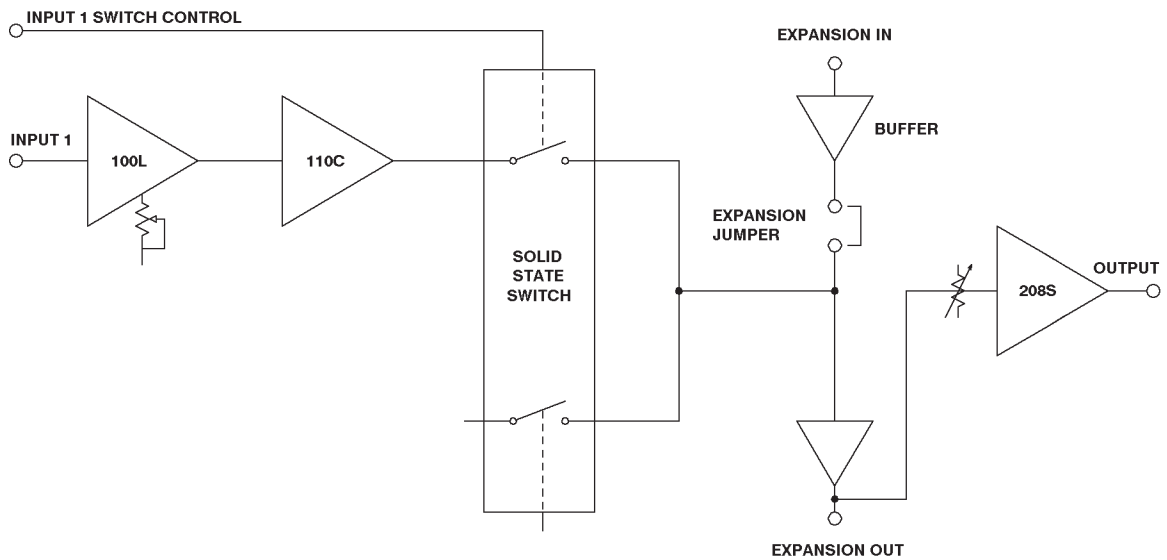 INPUT 1 SWITCH CONTROL
EXPANSION IN
INPUT 1
100L
110C
BUFFER
EXPANSION
JUMPER
SOLID
STATE
SWITCH
208S
OUTPUT
EXPANSION OUT